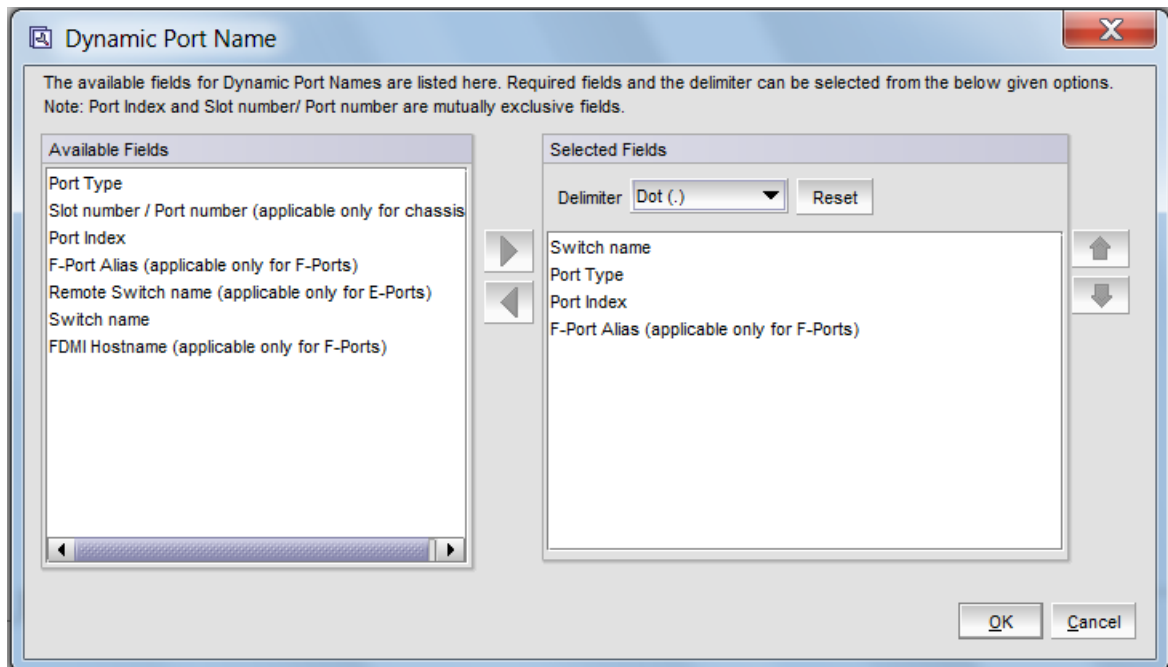 Dynamic Port Name
The available fields for Dynamic Port Names are listed here. Required fields and the delimiter can be selected from the below given options.
Note: Port Index and Slot number/ Port number are mutually exclusive fields.
Available Fields
Port Type
Slot number / Port number (applicable only for chassis
Port Index
F-Port Alias (applicable only for F-Ports)
Remote Switch name (applicable only for E-Ports)
Switch name
FDMI Hostname (applicable only for F-Ports)
Selected Fields
Delimiter Dot (.) Reset
Switch name
Port Type
Port Index
F-Port Alias (applicable only for F-Ports)
OK Cancel